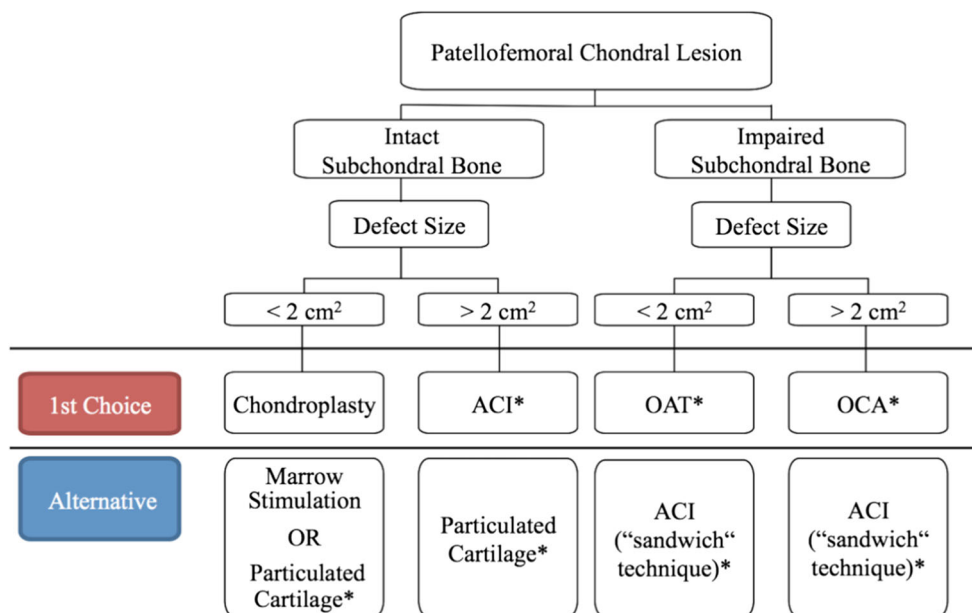 Patellofemoral Chondral Lesion
Intact
Subchondral Bone
Impaired
Subchondral Bone
Defect Size
Defect Size
< 2 cm²
> 2 cm²
< 2 cm²
> 2 cm²
1st Choice
Chondroplasty
ACI*
OAT*
OCA*
Alternative
Marrow
Stimulation
OR
Particulated
Cartilage*
Particulated
Cartilage*
ACI
(“sandwich“
technique)*
ACI
(“sandwich“
technique)*